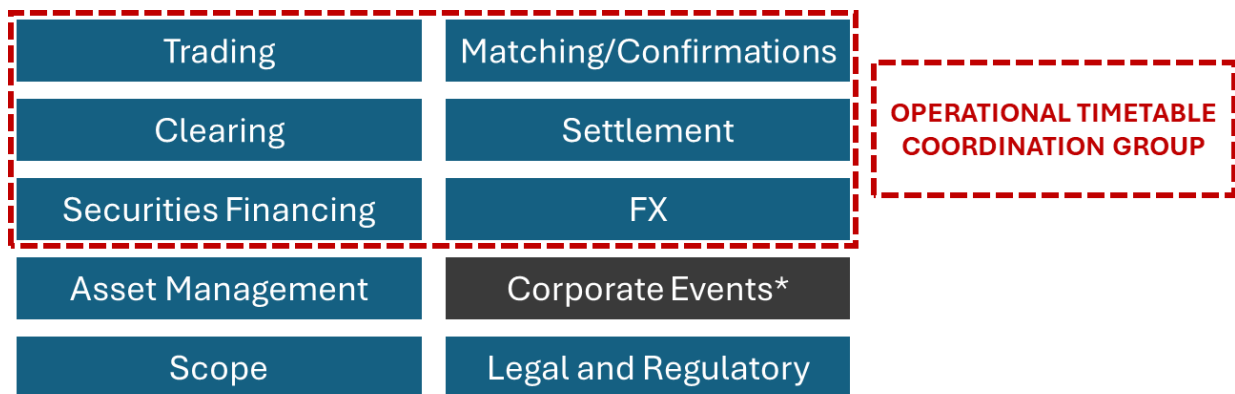 Trading
Matching/Confirmations
Clearing
Settlement
Securities Financing
FX
OPERATIONAL TIMETABLE
COORDINATION GROUP
Asset Management
Corporate Events*
Scope
Legal and Regulatory